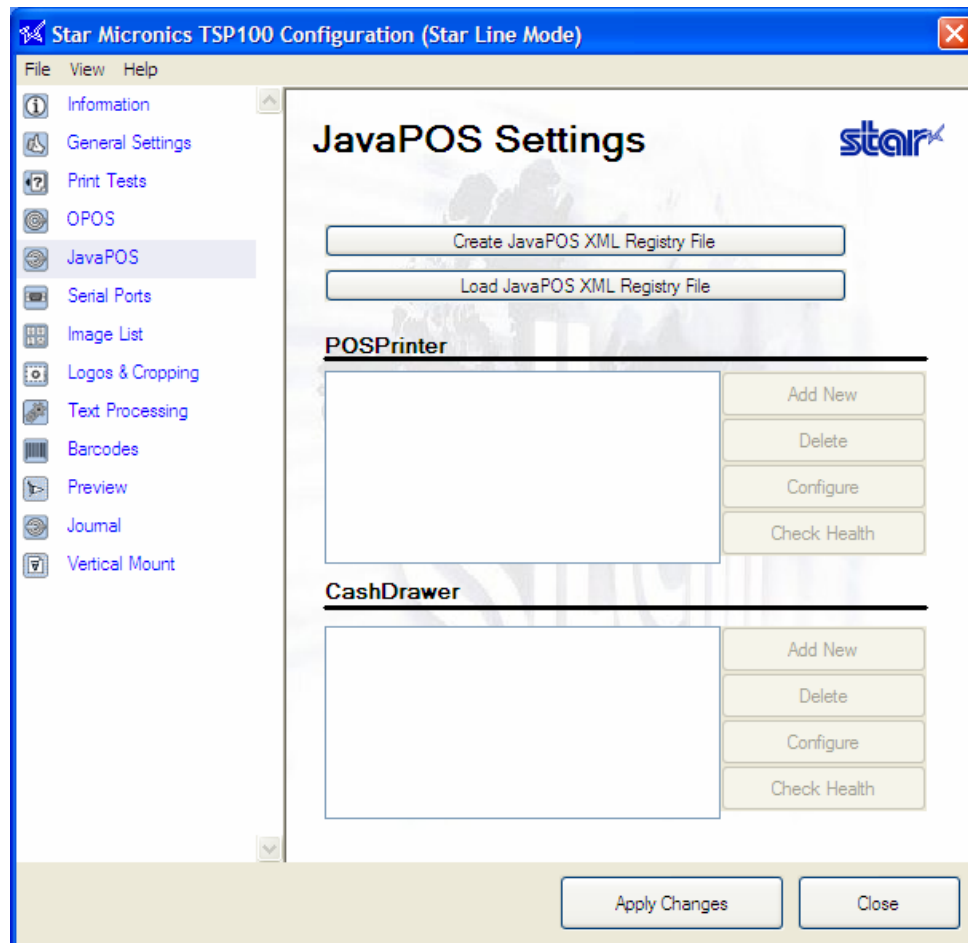 Star Micronics TSP100 Configuration (Star Line Mode)
File View Help
Information
General Settings
Print Tests
OPOS
JavaPOS
Serial Ports
Image List
Logos & Cropping
Text Processing
Barcodes
Preview
Journal
Vertical Mount
JavaPOS Settings
star
Create JavaPOS XML Registry File
Load JavaPOS XML Registry File
POSPrinter
Add New
Delete
Configure
Check Health
CashDrawer
Add New
Delete
Configure
Check Health
Apply Changes
Close